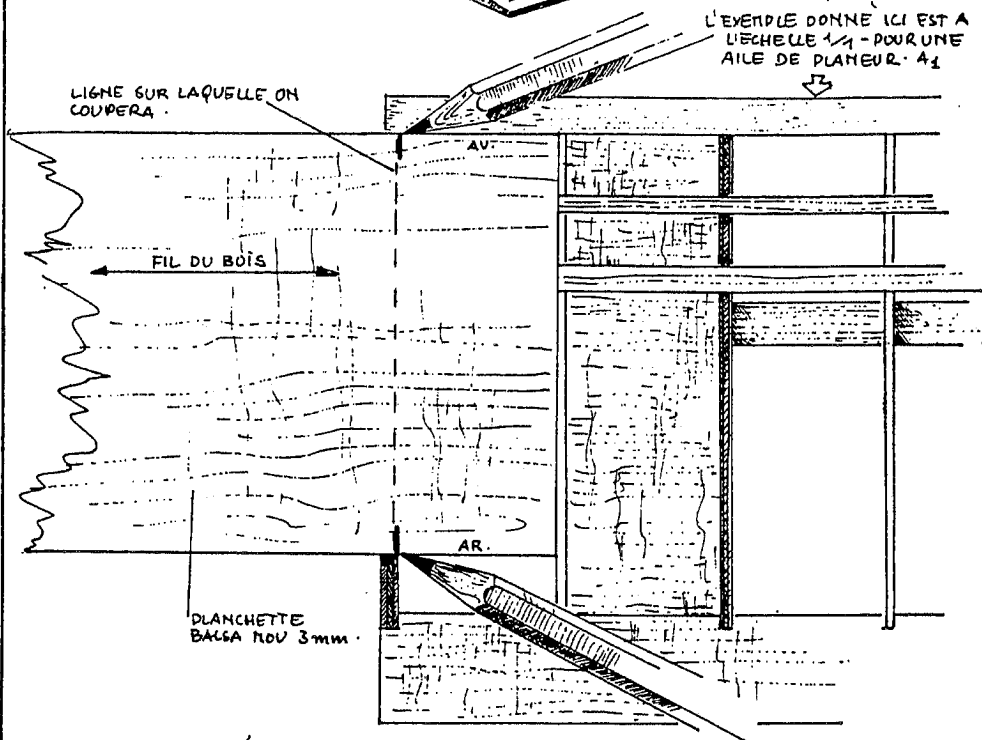 L'EXEMPLE DONNÉ ICI EST A
L'ECHELLE 1/1 - POUR UNE
AILE DE PLANEUR. A1
LIGNE SUR LAQUELLE ON
COUPERA.
AV.
FIL DU BOIS
AR.
PLANCHETTE
BALSA MOU 3mm.